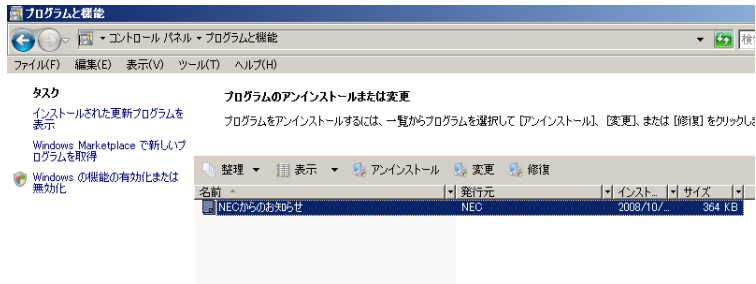 プログラムと機能
▸ コントロール パネル ▸ プログラムと機能
ファイル(F) 編集(E) 表示(V) ツール(T) ヘルプ(H)
タスク
インストールされた更新プログラムを
表示
Windows Marketplace で新しいプ
ログラムを取得
Windows の機能の有効化または
無効化
プログラムのアンインストールまたは変更
プログラムをアンインストールするには、一覧からプログラムを選択して [アンインストール]、[変更]、または [修復] をクリックし
整理 表示 アンインストール 変更 修復
名前 発行元 インスト... サイズ
NECからのお知らせ NEC 2008/10/... 364 KB